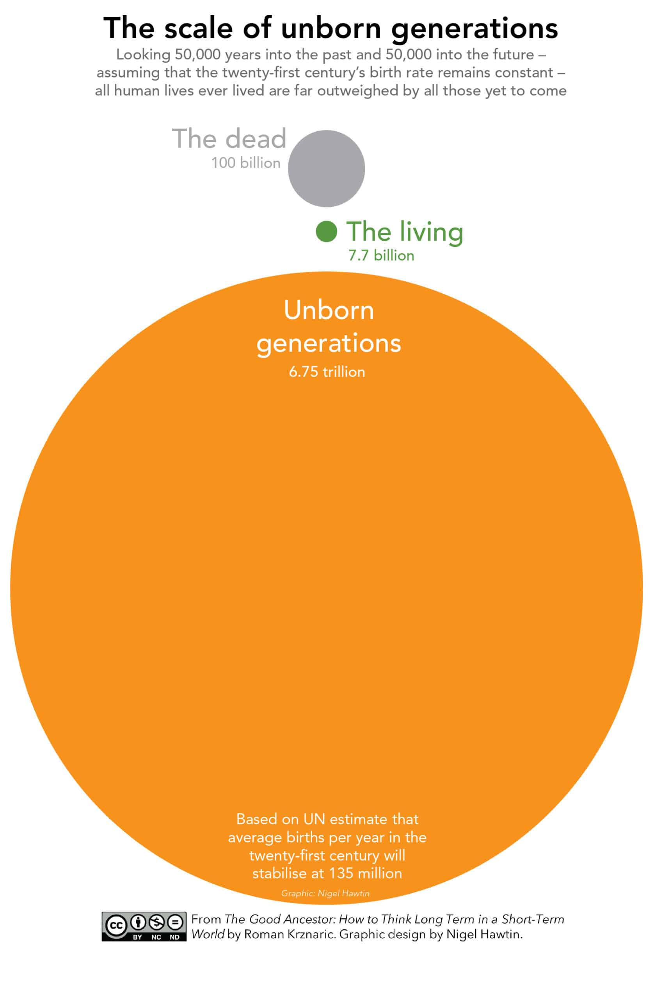 The scale of unborn generations
Looking 50,000 years into the past and 50,000 into the future –
assuming that the twenty-first century’s birth rate remains constant –
all human lives ever lived are far outweighed by all those yet to come
The dead
100 billion
The living
7.7 billion
Unborn
generations
6.75 trillion
Based on UN estimate that
average births per year in the
twenty-first century will
stabilise at 135 million
Graphic: Nigel Hawtin
cc
BY NC ND
From The Good Ancestor: How to Think Long Term in a Short-Term
World by Roman Krznaric. Graphic design by Nigel Hawtin.